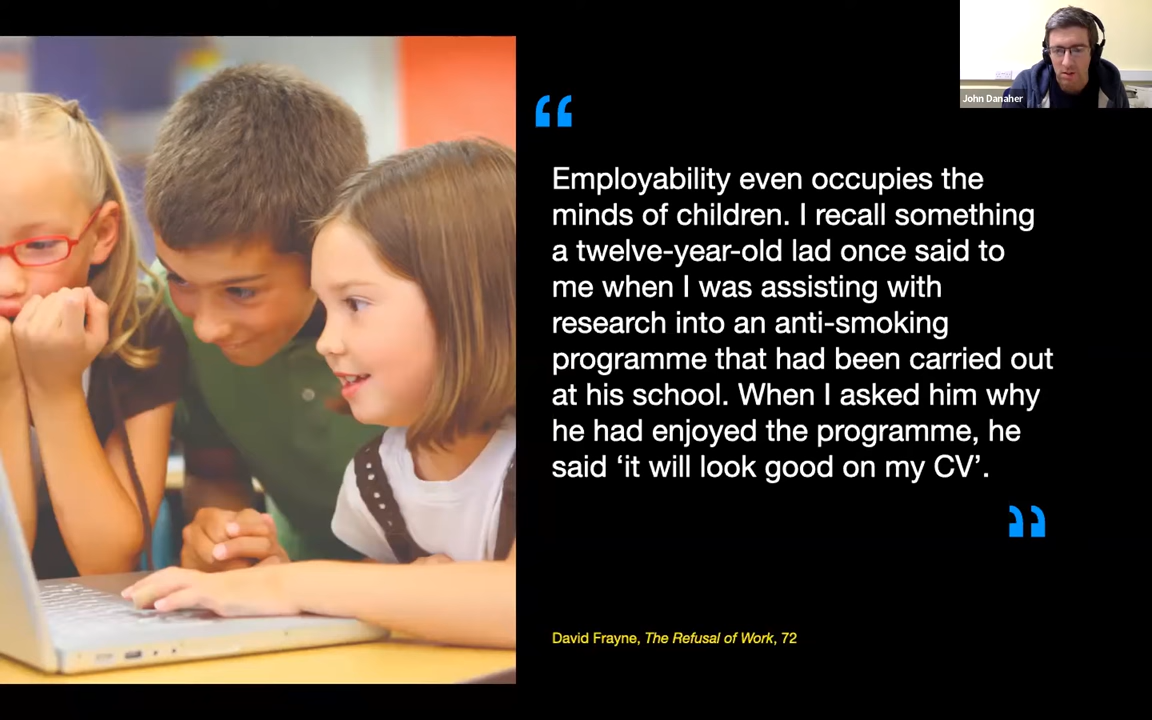 John Danaher
“
Employability even occupies the
minds of children. I recall something
a twelve-year-old lad once said to
me when I was assisting with
research into an anti-smoking
programme that had been carried out
at his school. When I asked him why
he had enjoyed the programme, he
said ‘it will look good on my CV’.
”
David Frayne, The Refusal of Work, 72